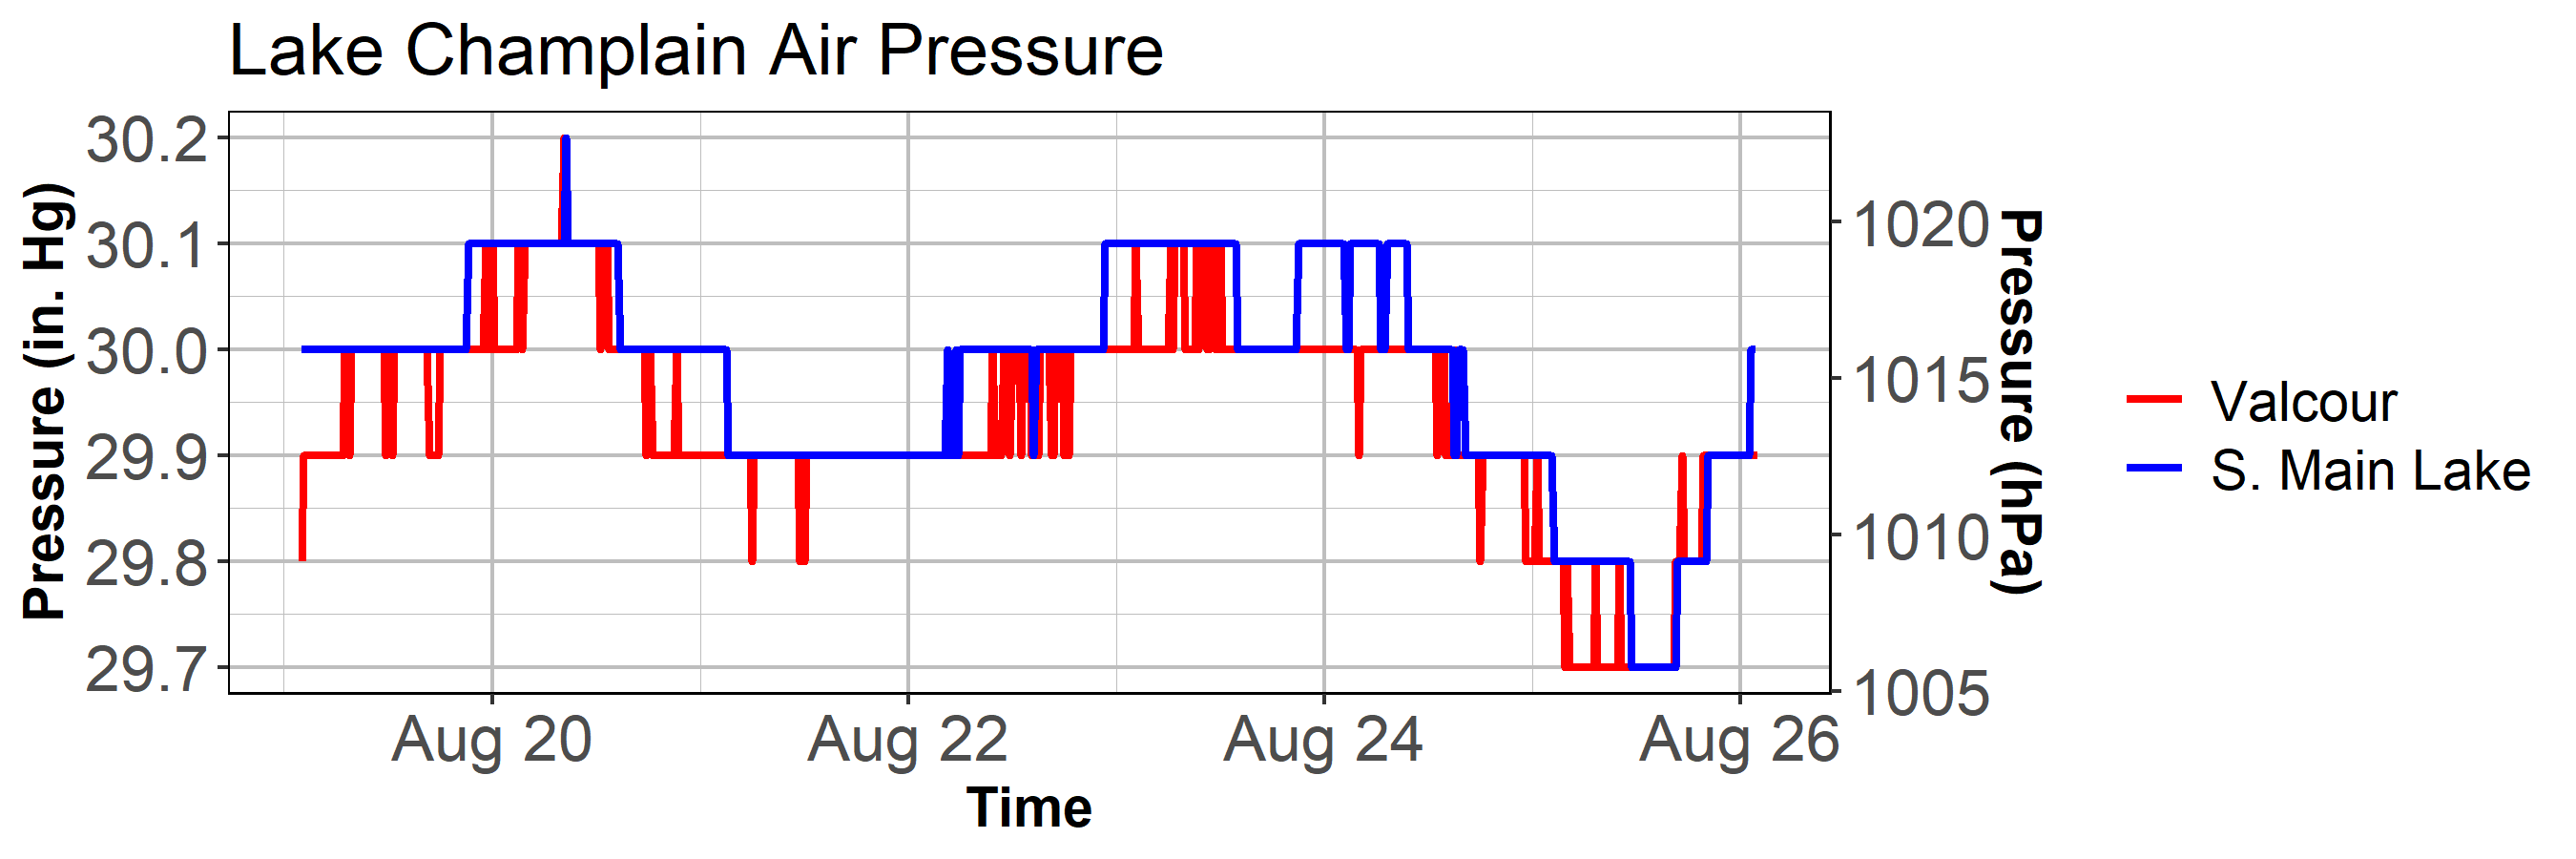 Lake Champlain Air Pressure
Pressure (in. Hg)
30.2
30.1
30.0
29.9
29.8
29.7
Aug 20
Aug 22
Aug 24
Aug 26
Time
1020
1015
1010
1005
Pressure (hPa)
Valcour
S. Main Lake